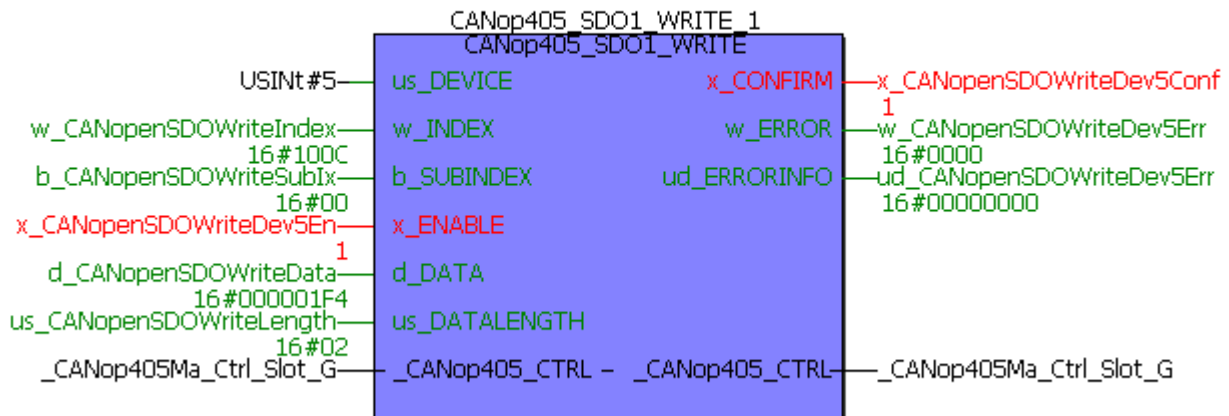 CANop405_SDO1_WRITE_1
CANop405_SDO1_WRITE
USINt#5 us_DEVICE x_CONFIRM x_CANopenSDOWriteDev5Conf
1
w_CANopenSDOWriteIndex w_INDEX w_ERROR w_CANopenSDOWriteDev5Err
16#100C 16#0000
b_CANopenSDOWriteSubIx b_SUBINDEX ud_ERRORINFO ud_CANopenSDOWriteDev5Err
16#00 16#00000000
x_CANopenSDOWriteDev5En x_ENABLE
1
d_CANopenSDOWriteData d_DATA
16#000001F4
us_CANopenSDOWriteLength us_DATALENGTH
16#02
_CANop405Ma_Ctrl_Slot_G _CANop405_CTRL – _CANop405_CTRL _CANop405Ma_Ctrl_Slot_G